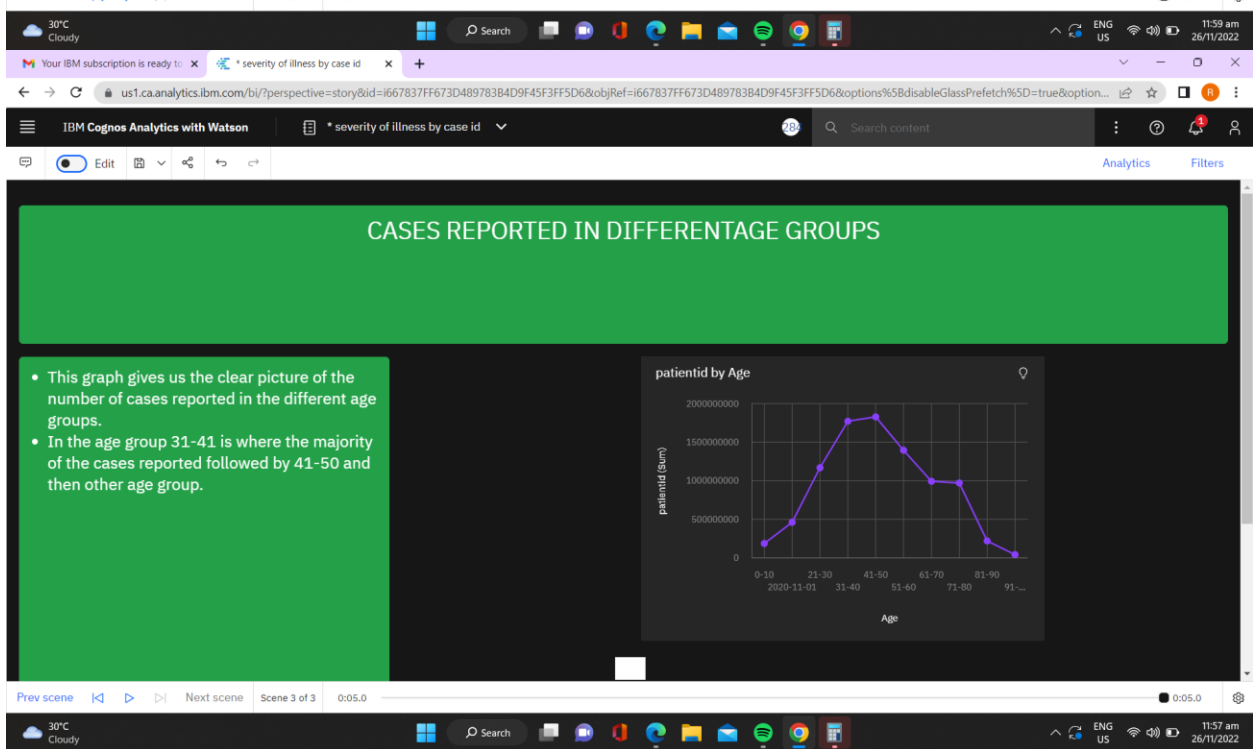 30°C
Cloudy
Search
ENG
US
11:59 am
26/11/2022
Your IBM subscription is ready to
* severity of illness by case id
us1.ca.analytics.ibm.com/bi/?perspective=story&id=i667837FF673D489783B4D9F45F3FF5D6&objRef=i667837FF673D489783B4D9F45F3FF5D6&options%5BdisableGlassPrefetch%5D=true&option...
R
IBM Cognos Analytics with Watson
* severity of illness by case id
284
Search content
1
Edit
Analytics
Filters
CASES REPORTED IN DIFFERENTAGE GROUPS
• This graph gives us the clear picture of the
number of cases reported in the different age
groups.
• In the age group 31-41 is where the majority
of the cases reported followed by 41-50 and
then other age group.
patientid by Age
patientid (Sum)
2000000000
1500000000
1000000000
500000000
0
0-10 21-30 41-50 61-70 81-90
2020-11-01 31-40 51-60 71-80 91-...
Age
Prev scene
Next scene
Scene 3 of 3
0:05.0
0:05.0
30°C
Cloudy
Search
ENG
US
11:57 am
26/11/2022